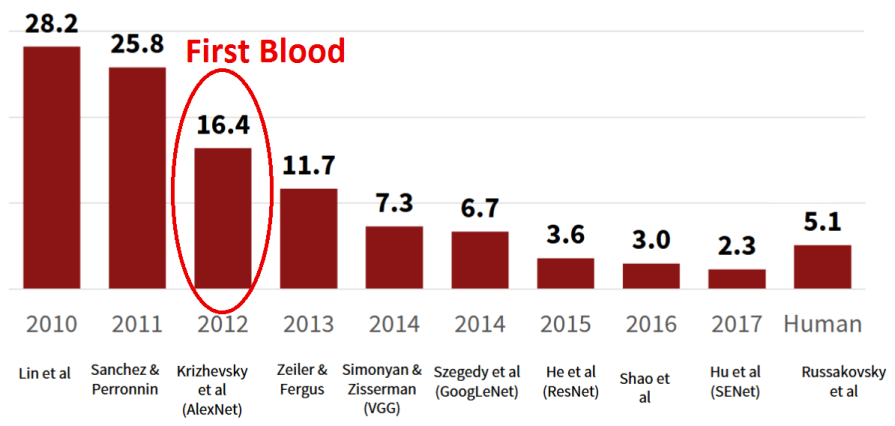 First Blood
28.2
25.8
16.4
11.7
7.3
6.7
3.6
3.0
2.3
5.1
2010
2011
2012
2013
2014
2014
2015
2016
2017
Human
Lin et al
Sanchez &
Perronnin
Krizhevsky
et al
(AlexNet)
Zeiler &
Fergus
Simonyan &
Zisserman
(VGG)
Szegedy et al
(GoogLeNet)
He et al
(ResNet)
Shao et
al
Hu et al
(SENet)
Russakovsky
et al